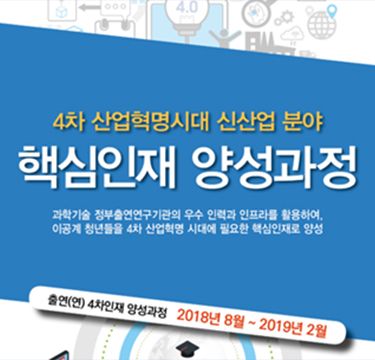 4.0
4차 산업혁명시대 신산업 분야
핵심인재 양성과정
과학기술 정부출연연구기관의 우수 인력과 인프라를 활용하여,
이공계 청년들을 4차 산업혁명 시대에 필요한 핵심인재로 양성
출연(연) 4차인재 양성과정 2018년 8월 ~ 2019년 2월